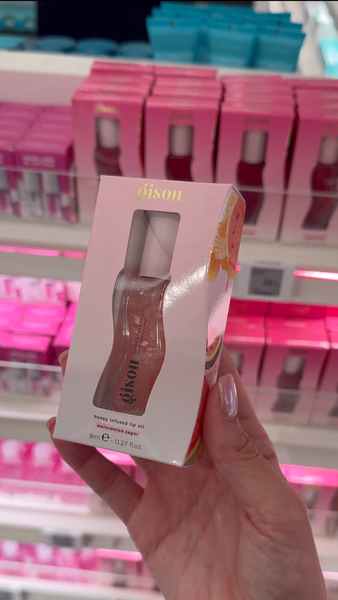 gisou
gisou
honey infused lip oil
watermelon sugar
8ml e - 0.27 fl oz.